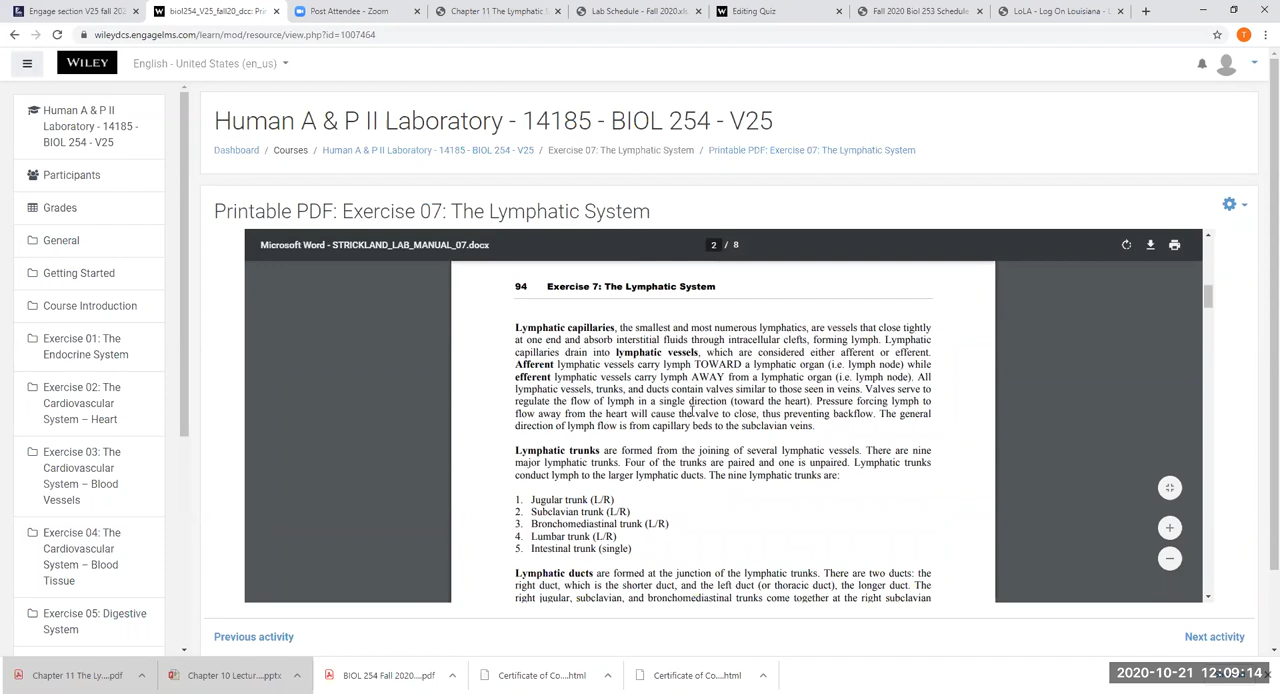 Engage section V25 fall 202
biol254_V25_fall20_dcc: Prin
Post Attendee - Zoom
Chapter 11 The Lymphatic S
Lab Schedule - Fall 2020.xls
Editing Quiz
Fall 2020 Biol 253 Schedule
LoLA - Log On Louisiana - L
wileydcs.engagelms.com/learn/mod/resource/view.php?id=1007464
T
WILEY
English - United States (en_us)
Human A & P II
Laboratory - 14185 -
BIOL 254 - V25
Participants
Grades
General
Getting Started
Course Introduction
Exercise 01: The
Endocrine System
Exercise 02: The
Cardiovascular
System – Heart
Exercise 03: The
Cardiovascular
System – Blood
Vessels
Exercise 04: The
Cardiovascular
System – Blood
Tissue
Exercise 05: Digestive
System
Human A & P II Laboratory - 14185 - BIOL 254 - V25
Dashboard / Courses / Human A & P II Laboratory - 14185 - BIOL 254 - V25 / Exercise 07: The Lymphatic System / Printable PDF: Exercise 07: The Lymphatic System
Printable PDF: Exercise 07: The Lymphatic System
Microsoft Word - STRICKLAND_LAB_MANUAL_07.docx
2 / 8
94 Exercise 7: The Lymphatic System
Lymphatic capillaries, the smallest and most numerous lymphatics, are vessels that close tightly
at one end and absorb interstitial fluids through intracellular clefts, forming lymph. Lymphatic
capillaries drain into lymphatic vessels, which are considered either afferent or efferent.
Afferent lymphatic vessels carry lymph TOWARD a lymphatic organ (i.e. lymph node) while
efferent lymphatic vessels carry lymph AWAY from a lymphatic organ (i.e. lymph node). All
lymphatic vessels, trunks, and ducts contain valves similar to those seen in veins. Valves serve to
regulate the flow of lymph in a single direction (toward the heart). Pressure forcing lymph to
flow away from the heart will cause the valve to close, thus preventing backflow. The general
direction of lymph flow is from capillary beds to the subclavian veins.
Lymphatic trunks are formed from the joining of several lymphatic vessels. There are nine
major lymphatic trunks. Four of the trunks are paired and one is unpaired. Lymphatic trunks
conduct lymph to the larger lymphatic ducts. The nine lymphatic trunks are:
1. Jugular trunk (L/R)
2. Subclavian trunk (L/R)
3. Bronchomediastinal trunk (L/R)
4. Lumbar trunk (L/R)
5. Intestinal trunk (single)
Lymphatic ducts are formed at the junction of the lymphatic trunks. There are two ducts: the
right duct, which is the shorter duct, and the left duct (or thoracic duct), the longer duct. The
right jugular, subclavian, and bronchomediastinal trunks come together at the right subclavian
Previous activity
Next activity
Chapter 11 The Ly....pdf
Chapter 10 Lectur....pptx
BIOL 254 Fall 2020 ...pdf
Certificate of Co....html
Certificate of Co....html
2020-10-21 12:09:14